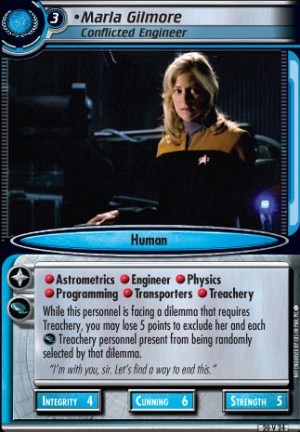 3
•Marla Gilmore
Conflicted Engineer
Human
•Astrometrics •Engineer •Physics
•Programming •Transporters •Treachery
While this personnel is facing a dilemma that requires
Treachery, you may lose 5 points to exclude her and each
Treachery personnel present from being randomly
selected by that dilemma.
"I'm with you, sir. Let's find a way to end this."
INTEGRITY 4 CUNNING 6 STRENGTH 5